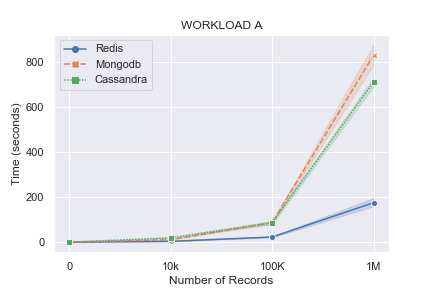 WORKLOAD A
Redis
Mongodb
Cassandra
Time (seconds)
800
600
400
200
0
0 10k 100K 1M
Number of Records